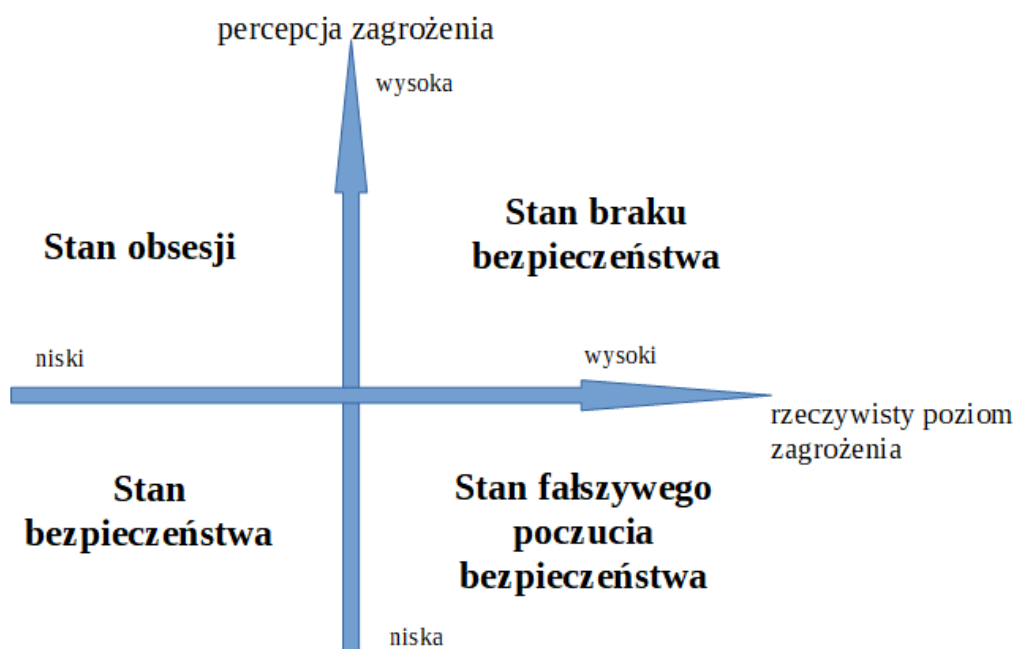 percepcja zagrożenia
wysoka
Stan obsesji
Stan braku
bezpieczeństwa
niski
wysoki
rzeczywisty poziom
zagrożenia
Stan
bezpieczeństwa
Stan fałszywego
poczucia
bezpieczeństwa
niska